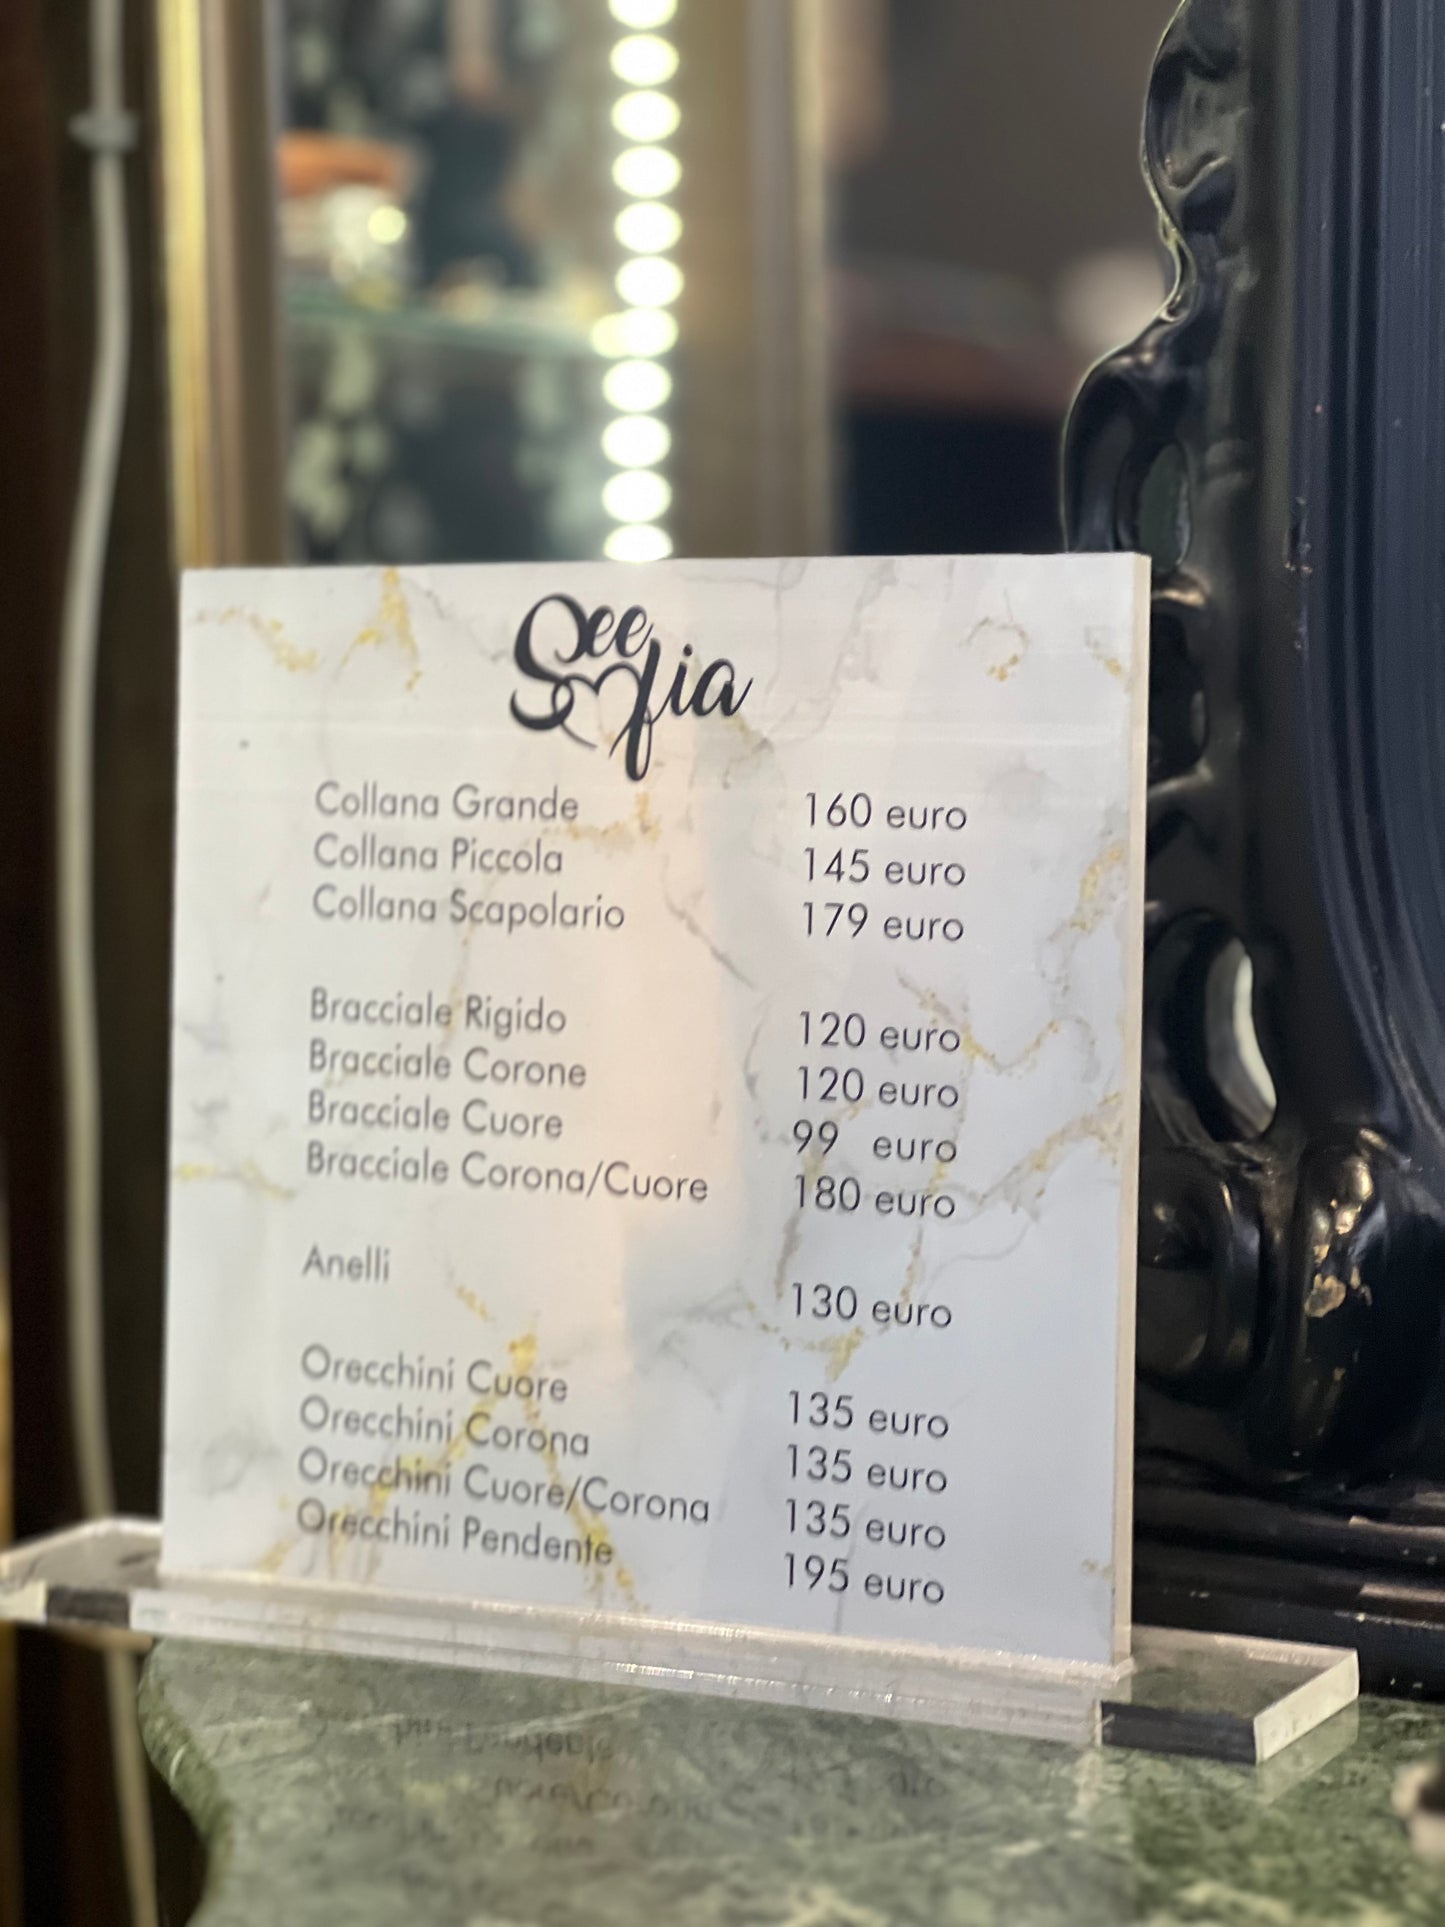 See
Sofia
Collana Grande 160 euro
Collana Piccola 145 euro
Collana Scapolario 179 euro
Bracciale Rigido 120 euro
Bracciale Corone 120 euro
Bracciale Cuore 99 euro
Bracciale Corona/Cuore 180 euro
Anelli 130 euro
Orecchini Cuore 135 euro
Orecchini Corona 135 euro
Orecchini Cuore/Corona 135 euro
Orecchini Pendente 195 euro